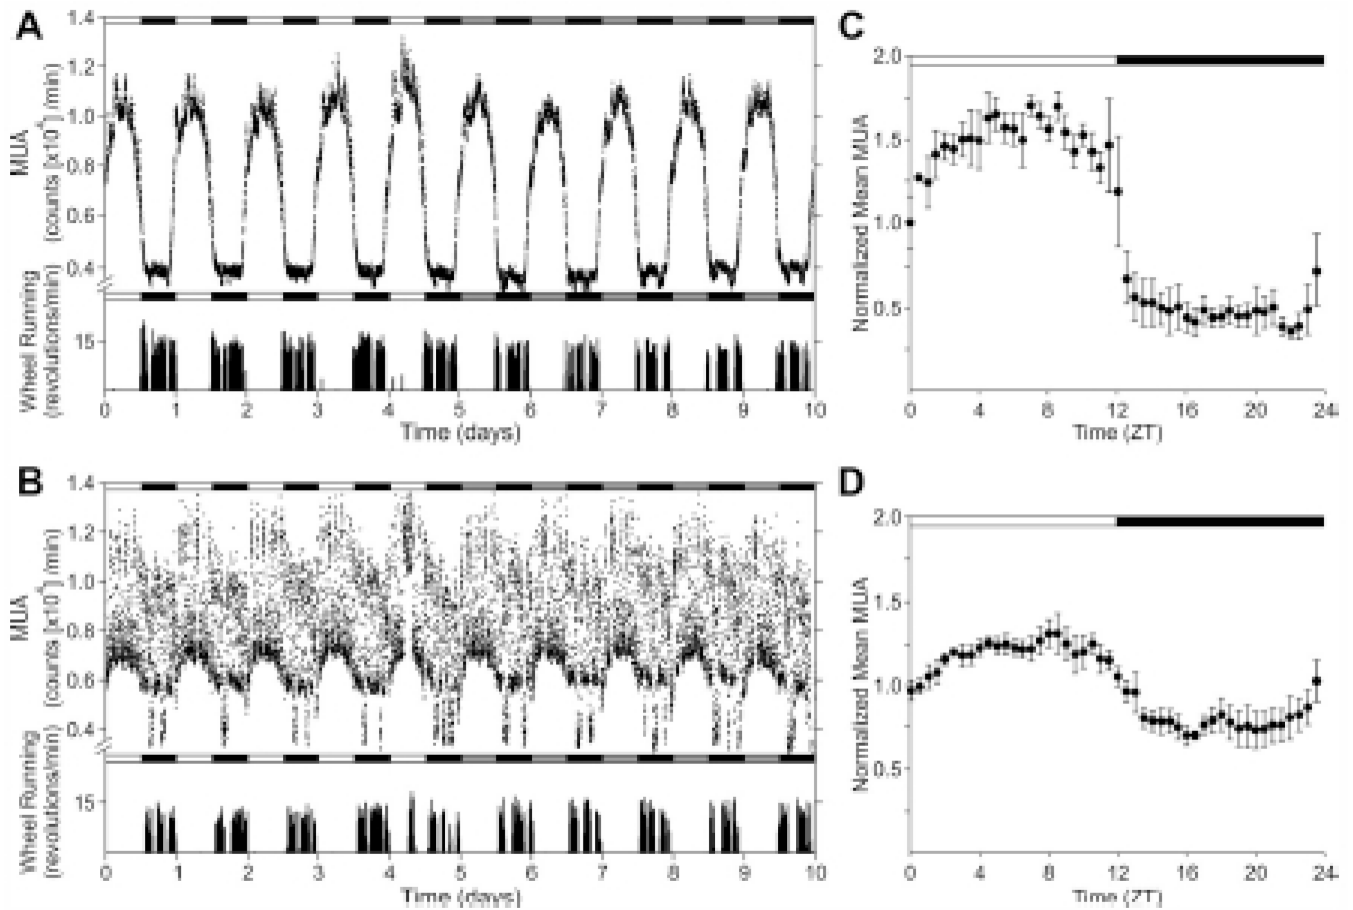 A
1.4
1.2
1.0
0.8
0.6
0.4
MUA
(counts [x10⁴] /min)
15
Wheel Running
(revolutions/min)
0 1 2 3 4 5 6 7 8 9 10
Time (days)
C
2.0
1.5
1.0
0.5
Normalized Mean MUA
0 4 8 12 16 20 24
Time (ZT)
B
1.4
1.2
1.0
0.8
0.6
0.4
MUA
(counts [x10⁴] /min)
15
Wheel Running
(revolutions/min)
0 1 2 3 4 5 6 7 8 9 10
Time (days)
D
2.0
1.5
1.0
0.5
Normalized Mean MUA
0 4 8 12 16 20 24
Time (ZT)